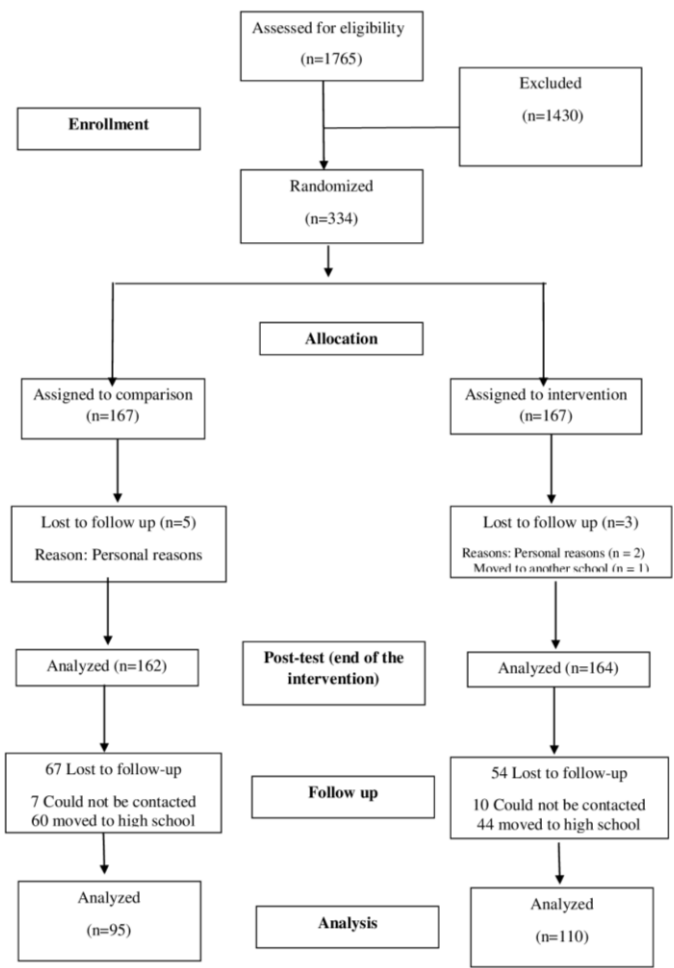 Assessed for eligibility
(n=1765)
Excluded
(n=1430)
Enrollment
Randomized
(n=334)
Allocation
Assigned to comparison
(n=167)
Assigned to intervention
(n=167)
Lost to follow up (n=5)
Reason: Personal reasons
Lost to follow up (n=3)
Reasons: Personal reasons (n = 2)
Moved to another school (n = 1)
Analyzed (n=162)
Post-test (end of the
intervention)
Analyzed (n=164)
67 Lost to follow-up
7 Could not be contacted
60 moved to high school
Follow up
54 Lost to follow-up
10 Could not be contacted
44 moved to high school
Analyzed
(n=95)
Analysis
Analyzed
(n=110)